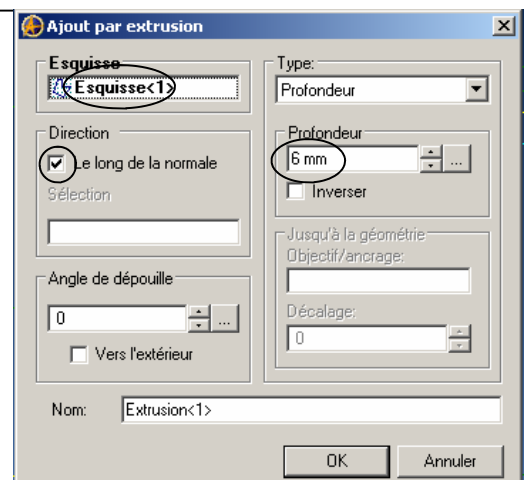 Ajout par extrusion
Esquisse
Esquisse<1>
Direction
Le long de la normale
Sélection
Angle de dépouille
0
...
Vers l'extérieur
Type:
Profondeur
Profondeur
6 mm
...
Inverser
Jusqu'à la géométrie
Objectif/ancrage:
Décalage:
0
Nom:
Extrusion<1>
OK
Annuler